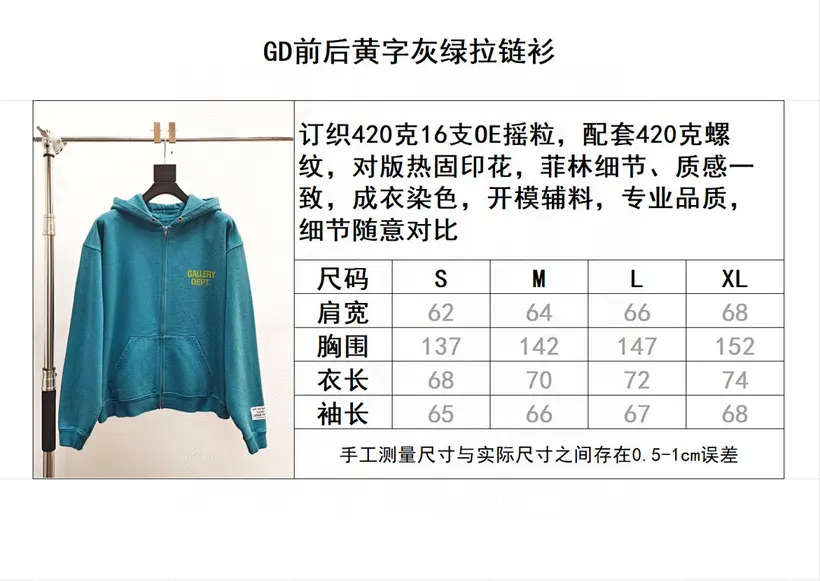 GD前后黄字灰绿拉链衫
订织420克16支OE摇粒，配套420克螺
纹，对版热固印花，菲林细节、质感一
致，成衣染色，开模辅料，专业品质，
细节随意对比
GALLERY
DEPT.
尺码 S M L XL
肩宽 62 64 66 68
胸围 137 142 147 152
衣长 68 70 72 74
袖长 65 66 67 68
手工测量尺寸与实际尺寸之间存在0.5-1cm误差